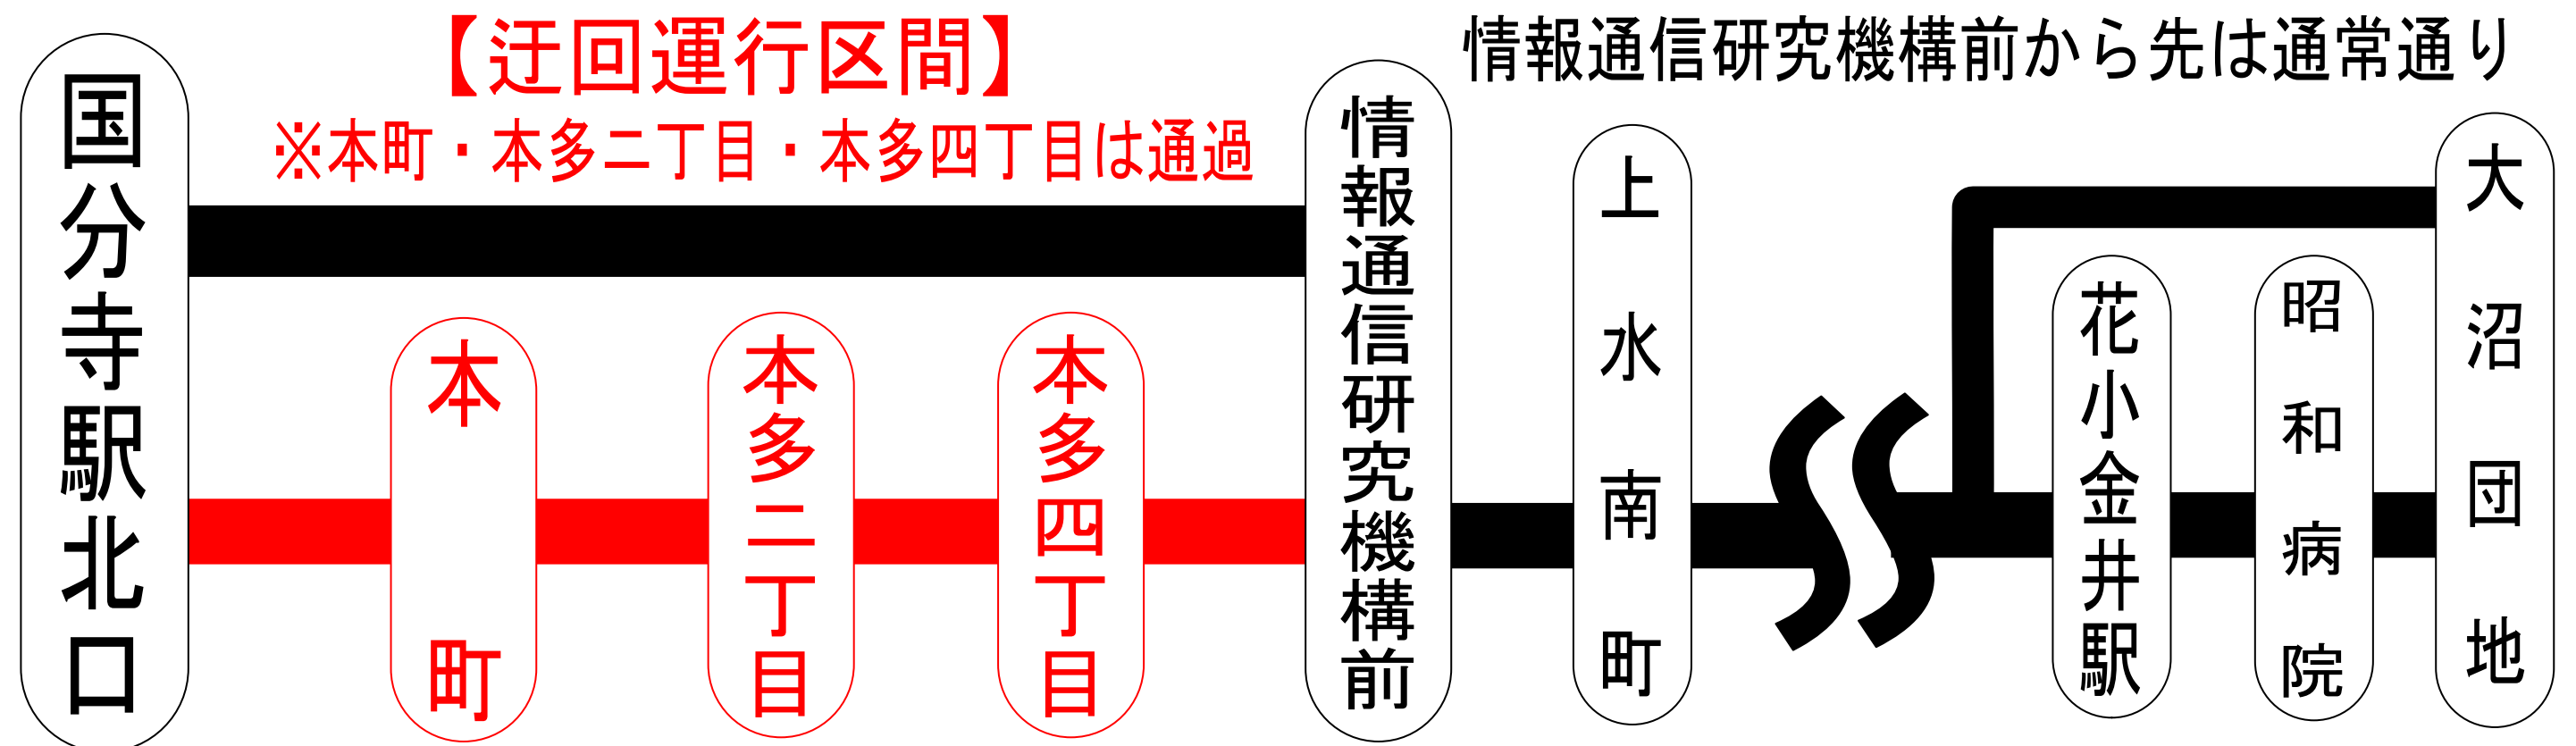 【迂回運行区間】
※本町・本多二丁目・本多四丁目は通過
情報通信研究機構前から先は通常通り
国分寺駅北口
本町
本多二丁目
本多四丁目
情報通信研究機構前
上水南町
花小金井駅
昭和病院
大沼団地